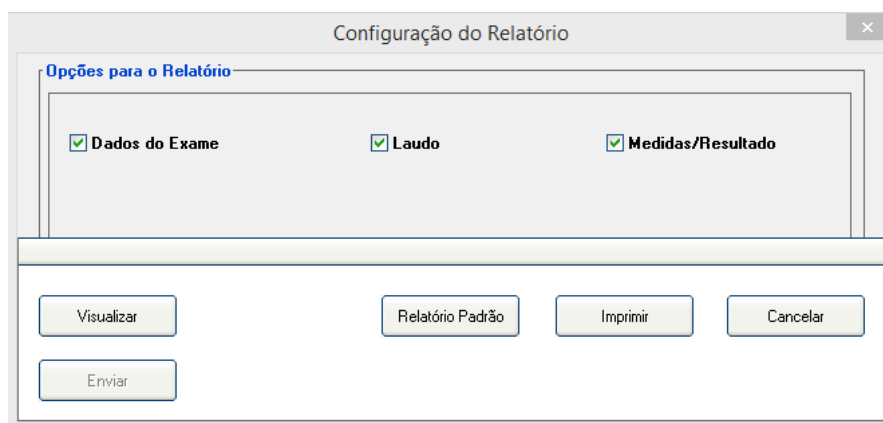 Configuração do Relatório
Opções para o Relatório
Dados do Exame Laudo Medidas/Resultado
Visualizar Relatório Padrão Imprimir Cancelar
Enviar